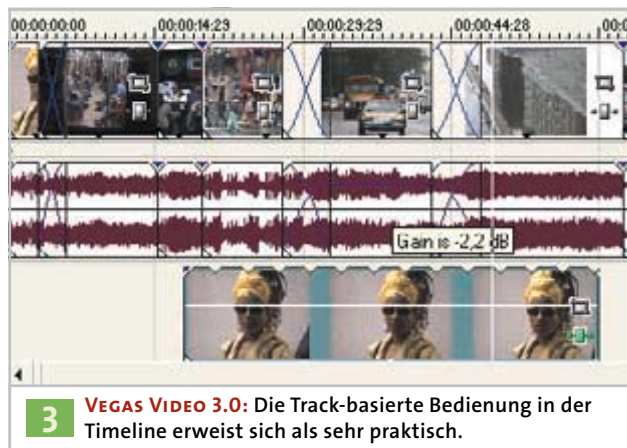 00:00:00:00 00:00:14:29 00:00:29:29 00:00:44:28 00:0
Gain is -2,2 dB
3 VEGAS VIDEO 3.0: Die Track-basierte Bedienung in der
Timeline erweist sich als sehr praktisch.